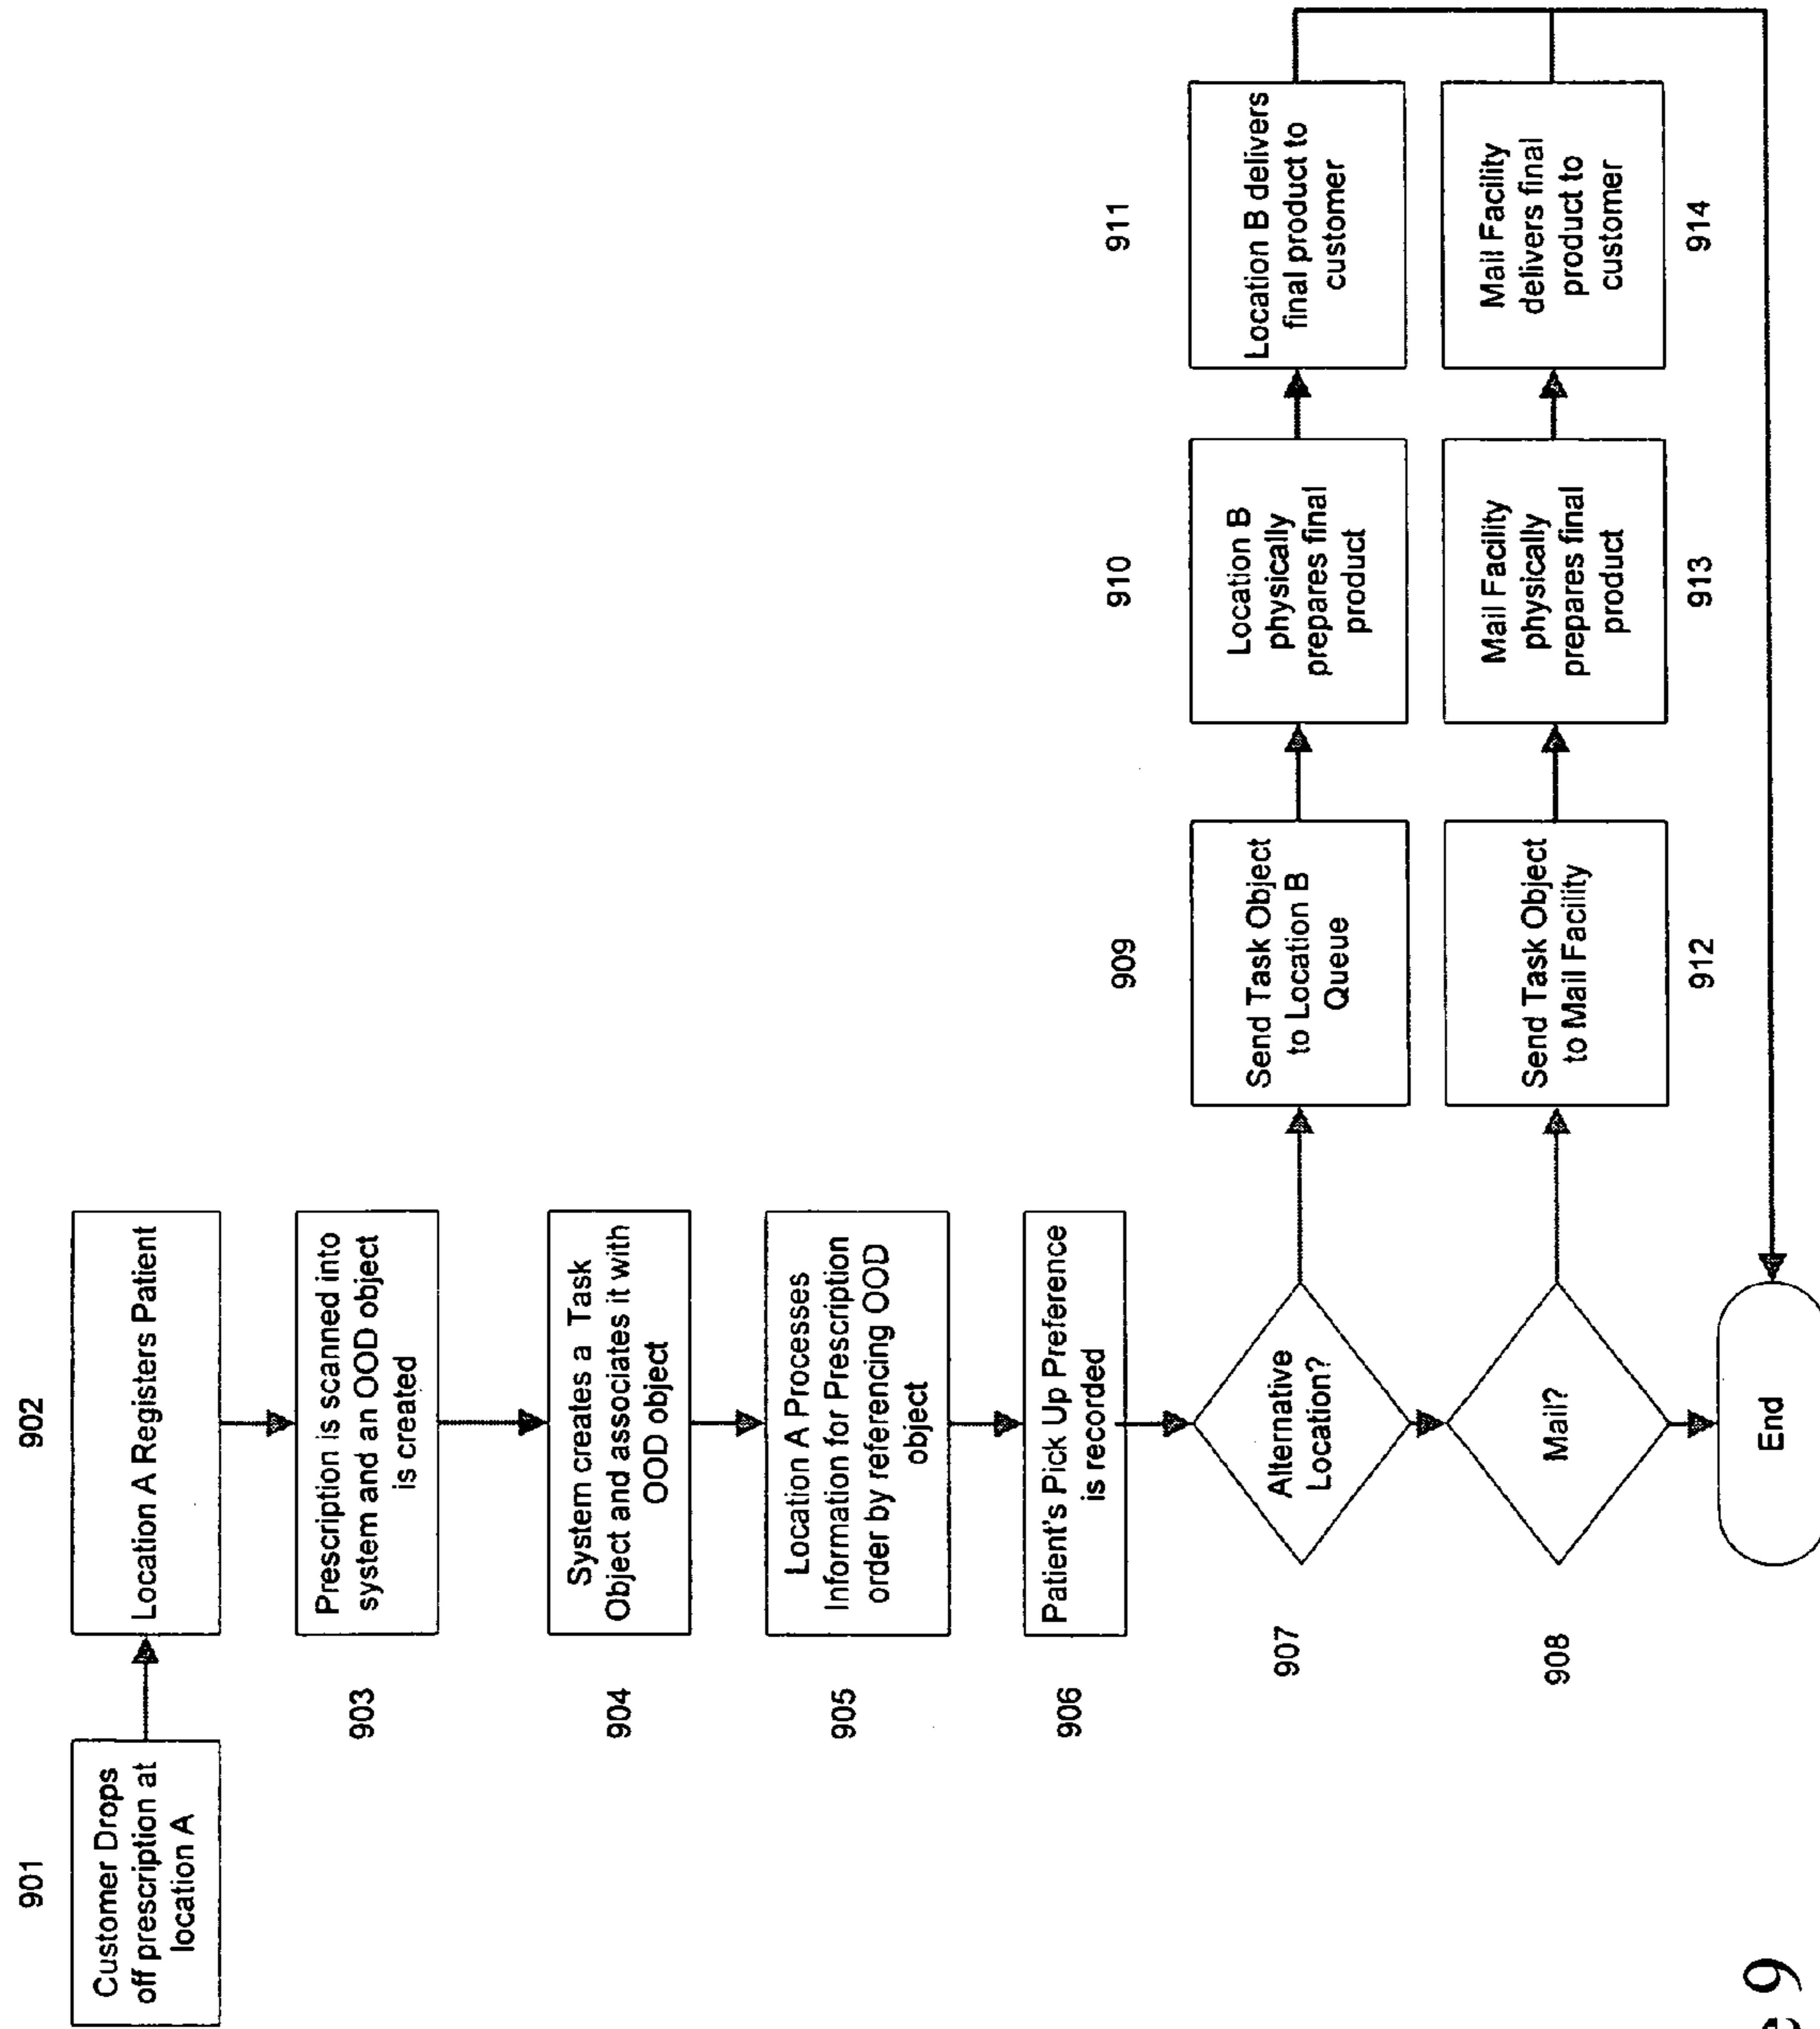 901
Customer Drops
off prescription at
location A
902
Location A Registers Patient
903
Prescription is scanned into
system and an OOD object
is created
904
System creates a Task
Object and associates it with
OOD object
905
Location A Processes
Information for Prescription
order by referencing OOD
object
906
Patient's Pick Up Preference
is recorded
907
Alternative
Location?
909
Send Task Object
to Location B
Queue
910
Location B
physically
prepares final
product
911
Location B delivers
final product to
customer
908
Mail?
Send Task Object
to Mail Facility
912
Mail Facility
physically
prepares final
product
913
Mail Facility
delivers final
product to
customer
914
End
9